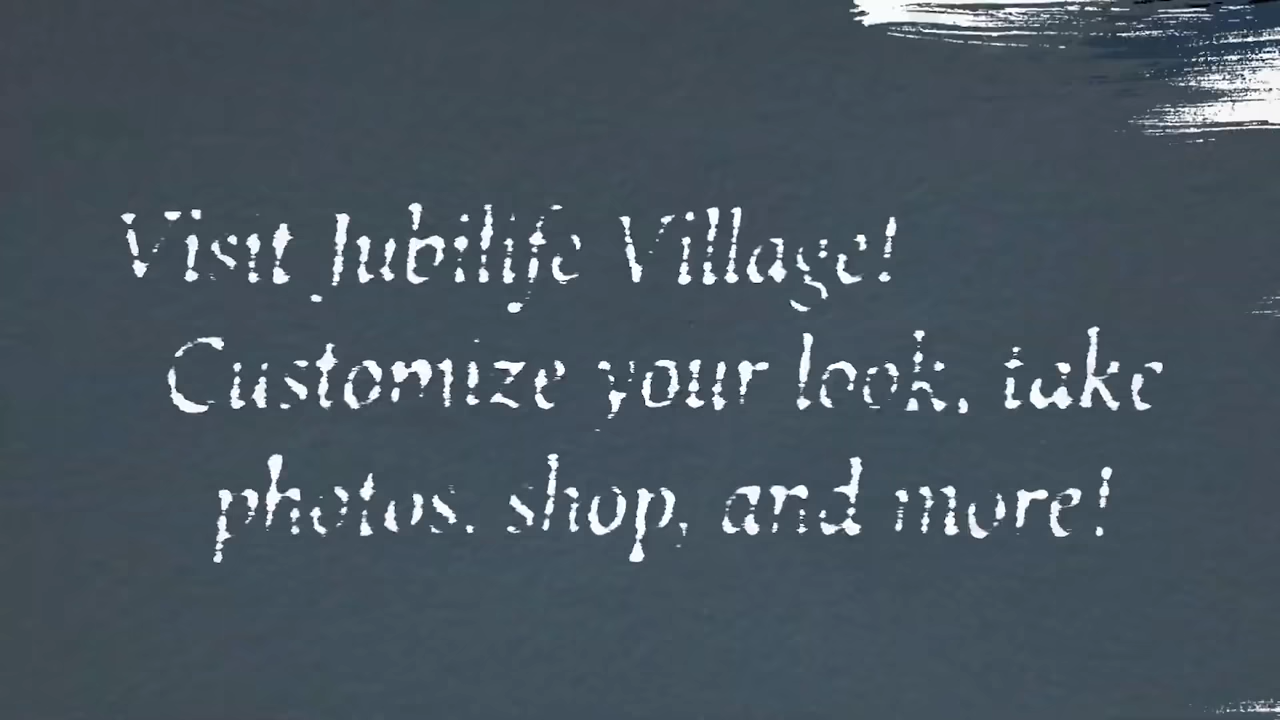 Visit Jubilife Village!
Customize your look, take
photos, shop, and more!